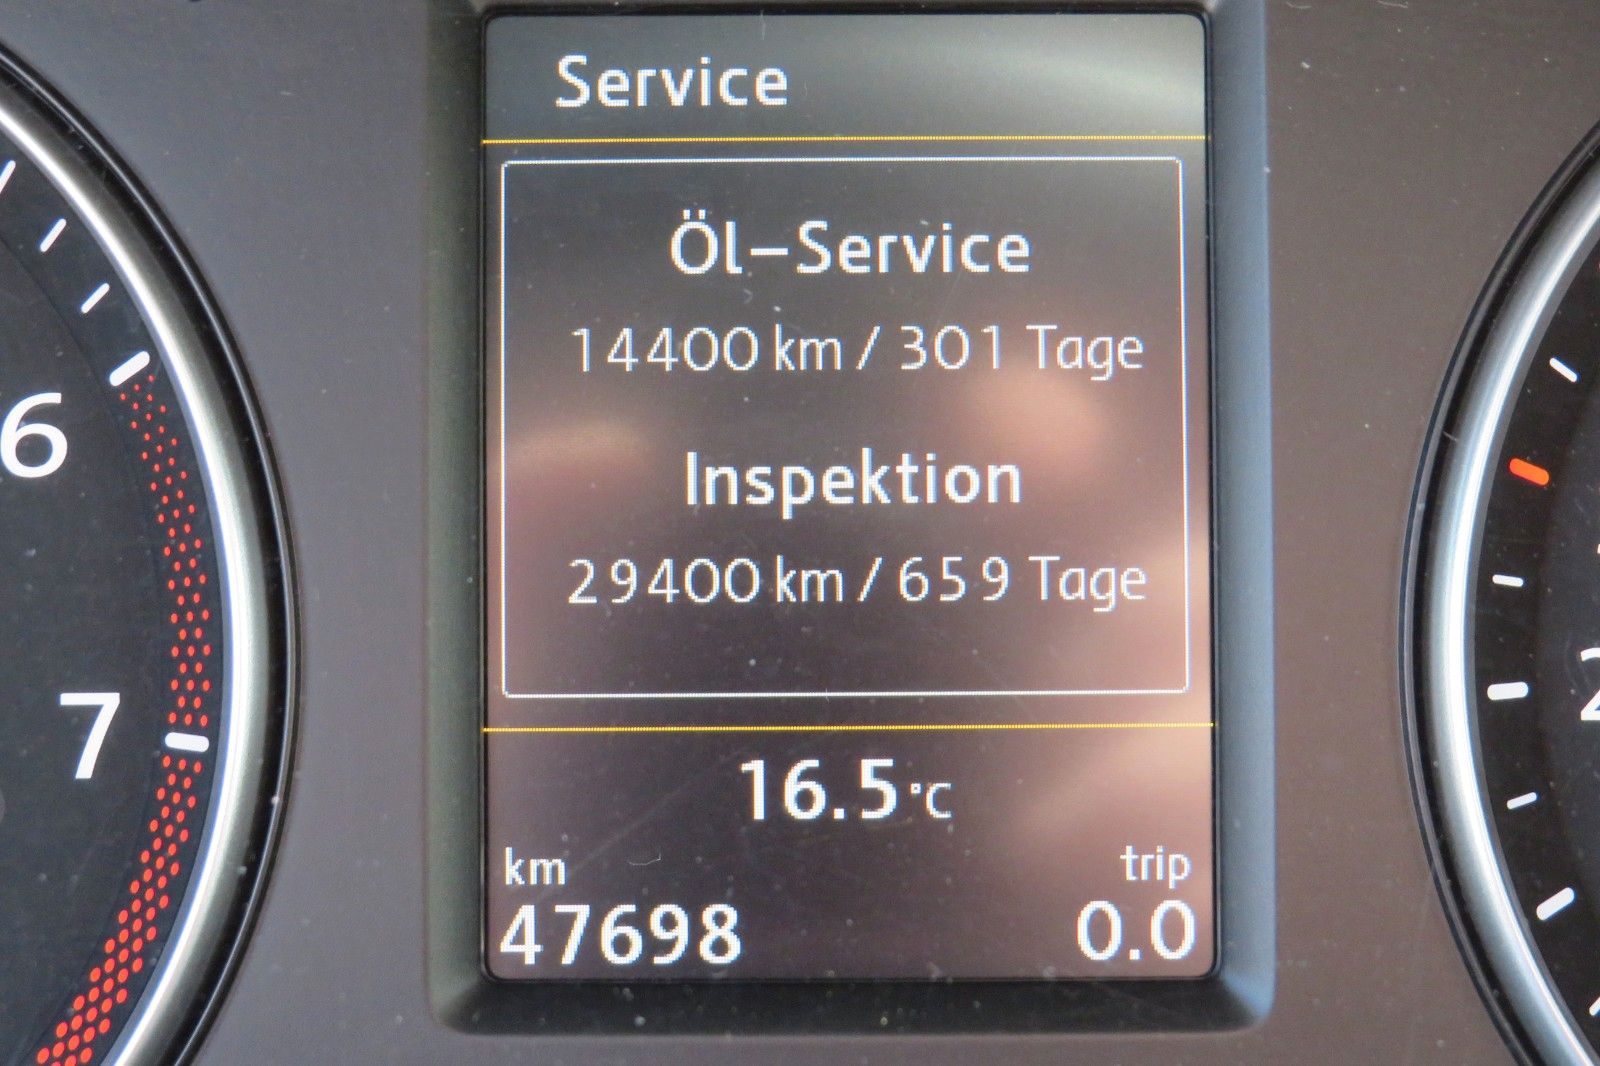 Service
Öl-Service
14400 km / 301 Tage
Inspektion
29400 km / 659 Tage
16.5 °C
km
trip
47698
0.0
6
7